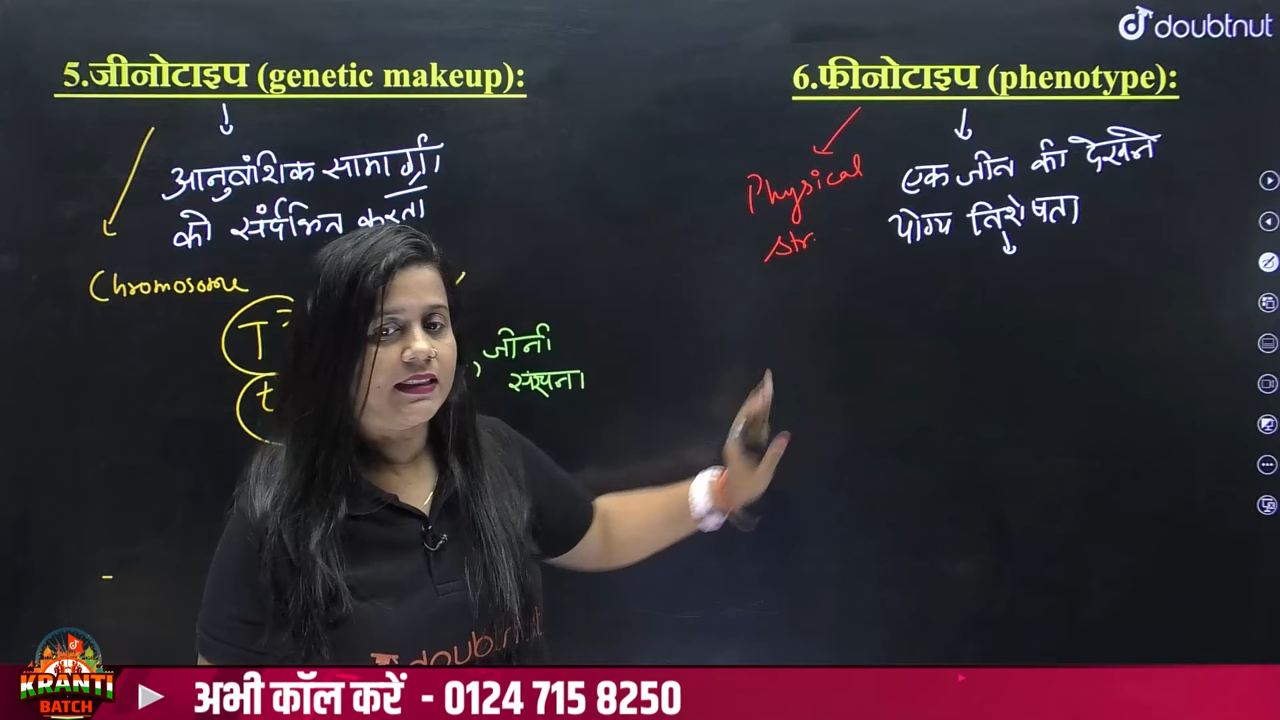 doubtnut
5.जीनोटाइप (genetic makeup):
आनुवांशिक सामाग्री
को संदर्भित करता
Chromosome
T
t
जीनी
संरचना
6.फीनोटाइप (phenotype):
Physical
str.
एक जीन की देखने
योग्य विशेषता
doubtnut
KRANTI
BATCH
अभी कॉल करें - 0124 715 8250